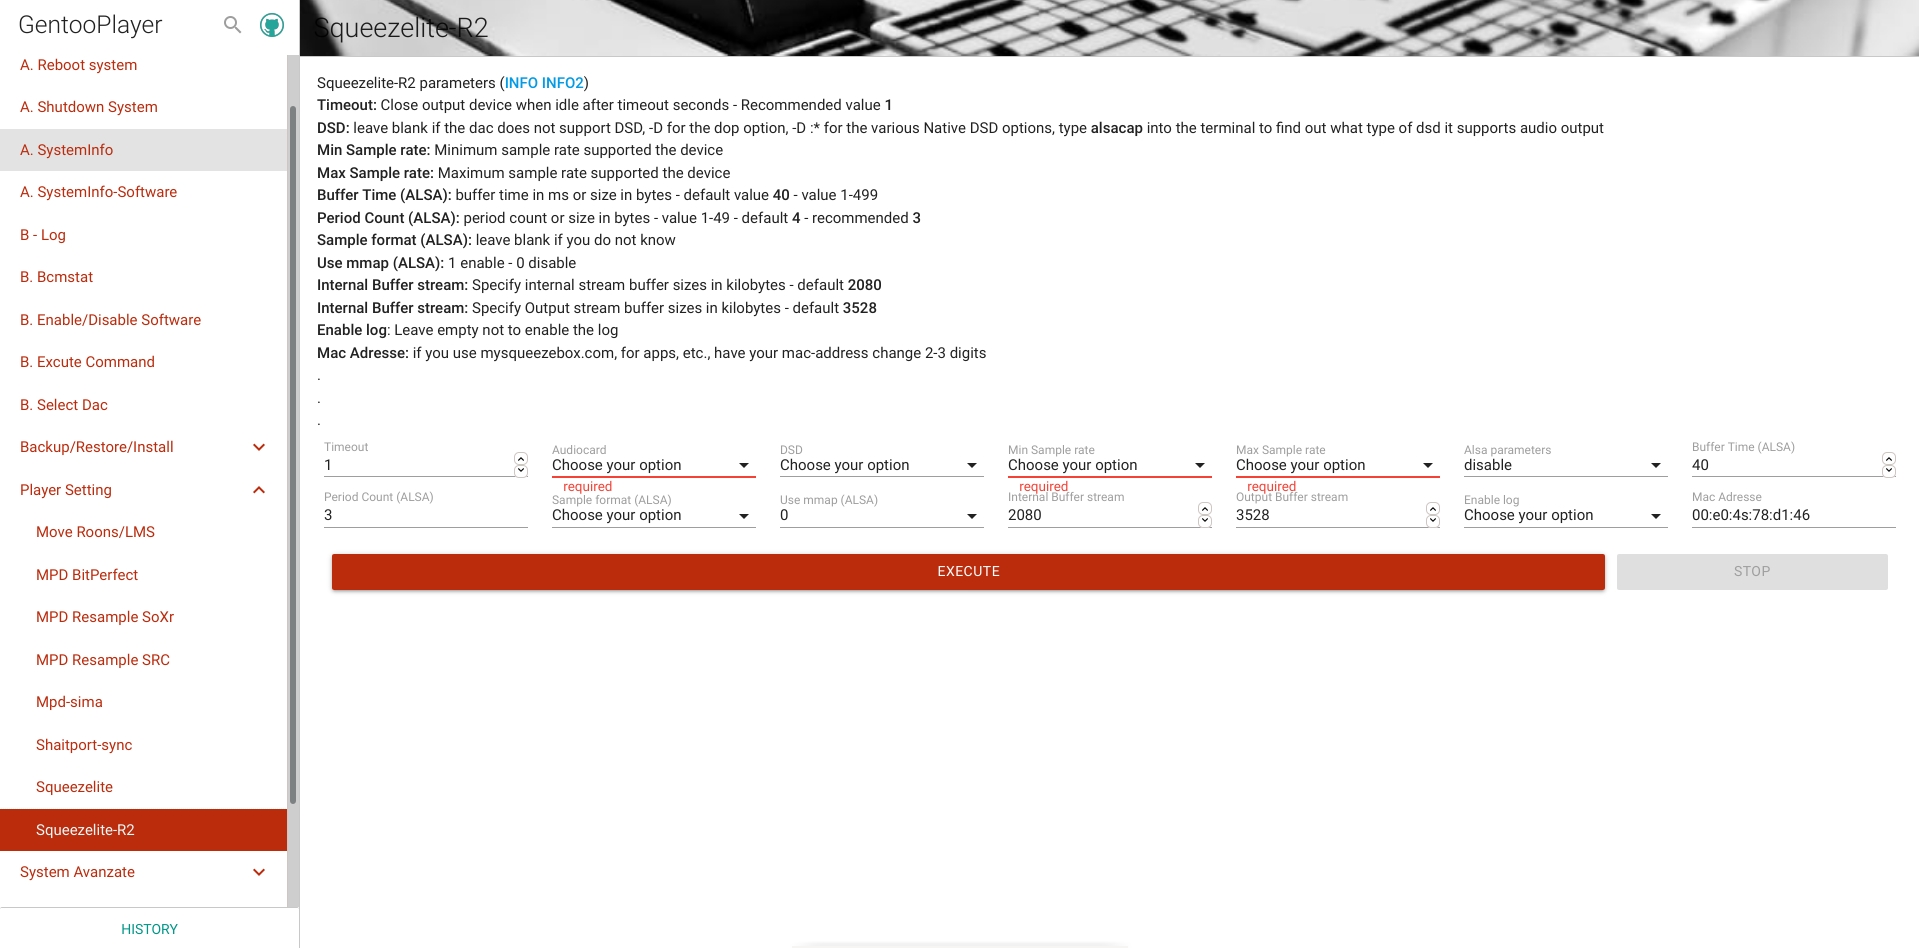 GentooPlayer
A. Reboot system
A. Shutdown System
A. SystemInfo
A. SystemInfo-Software
B - Log
B. Bcmstat
B. Enable/Disable Software
B. Excute Command
B. Select Dac
Backup/Restore/Install
Player Setting
Move Roons/LMS
MPD BitPerfect
MPD Resample SoXr
MPD Resample SRC
Mpd-sima
Shaitport-sync
Squeezelite
Squeezelite-R2
System Avanzate
HISTORY
Squeezelite-R2
Squeezelite-R2 parameters (INFO INFO2)
Timeout: Close output device when idle after timeout seconds - Recommended value 1
DSD: leave blank if the dac does not support DSD, -D for the dop option, -D :* for the various Native DSD options, type alsacap into the terminal to find out what type of dsd it supports audio output
Min Sample rate: Minimum sample rate supported the device
Max Sample rate: Maximum sample rate supported the device
Buffer Time (ALSA): buffer time in ms or size in bytes - default value 40 - value 1-499
Period Count (ALSA): period count or size in bytes - value 1-49 - default 4 - recommended 3
Sample format (ALSA): leave blank if you do not know
Use mmap (ALSA): 1 enable - 0 disable
Internal Buffer stream: Specify internal stream buffer sizes in kilobytes - default 2080
Internal Buffer stream: Specify Output stream buffer sizes in kilobytes - default 3528
Enable log: Leave empty not to enable the log
Mac Adresse: if you use mysqueezebox.com, for apps, etc., have your mac-address change 2-3 digits
.
.
.
Timeout Audiocard DSD Min Sample rate Max Sample rate Alsa parameters Buffer Time (ALSA)
1 Choose your option Choose your option Choose your option Choose your option disable 40
required required required
Period Count (ALSA) Sample format (ALSA) Use mmap (ALSA) Internal Buffer stream Output Buffer stream Enable log Mac Adresse
3 Choose your option 0 2080 3528 Choose your option 00:e0:4s:78:d1:46
EXECUTE STOP